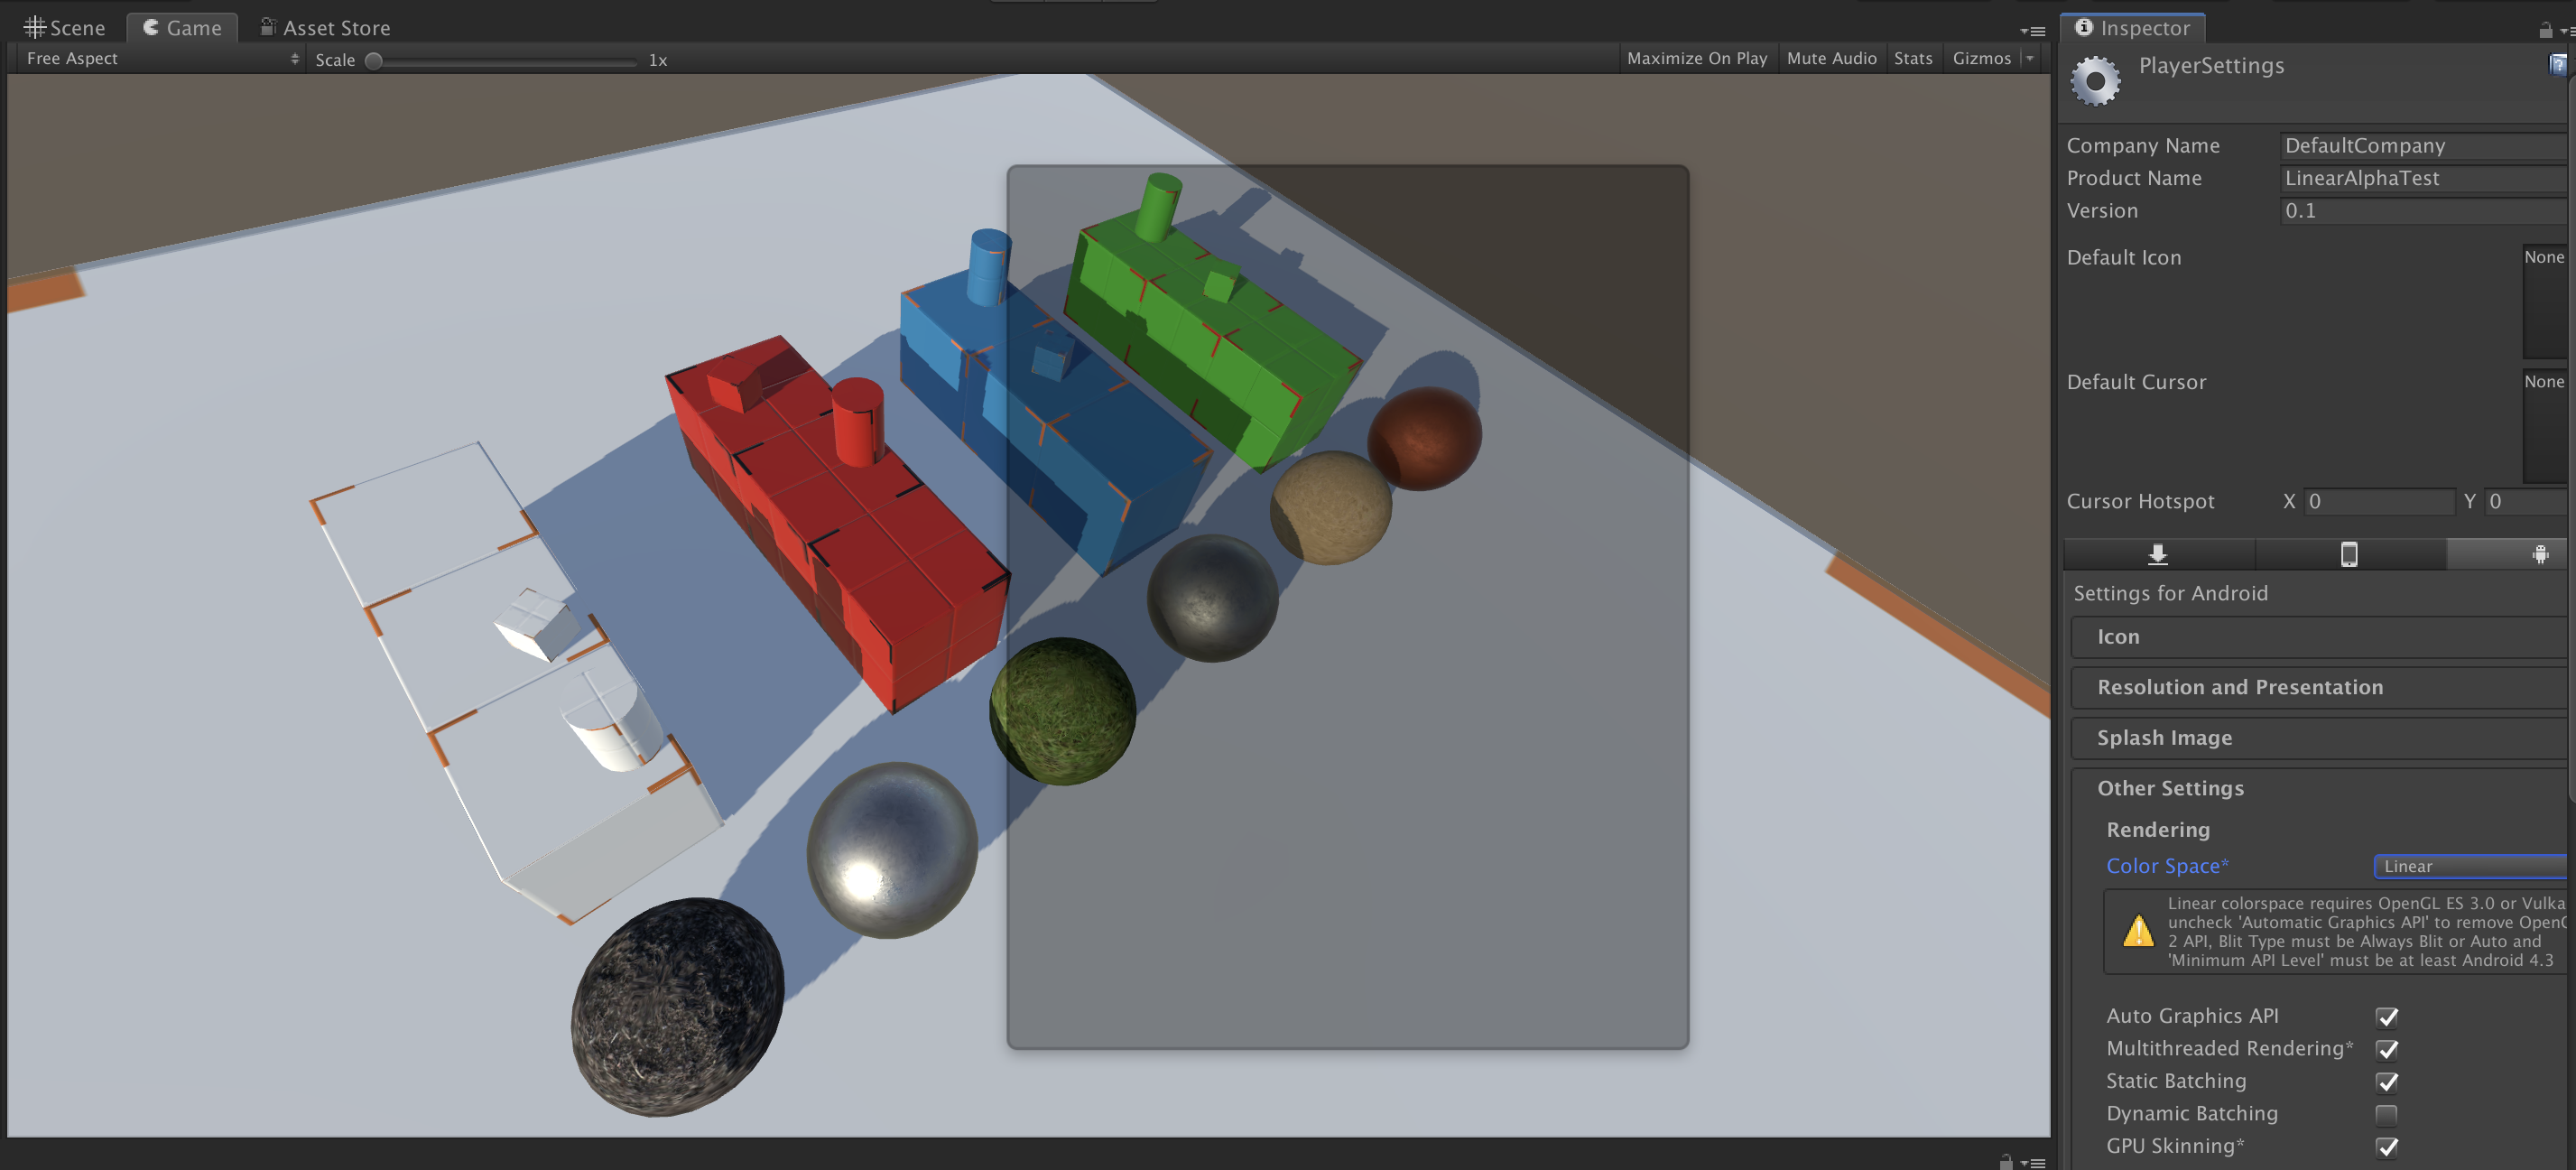 Scene
Game
Asset Store
Free Aspect
Scale
1x
Maximize On Play
Mute Audio
Stats
Gizmos
Inspector
PlayerSettings
Company Name
DefaultCompany
Product Name
LinearAlphaTest
Version
0.1
Default Icon
None
Default Cursor
None
Cursor Hotspot
X 0
Y 0
Settings for Android
Icon
Resolution and Presentation
Splash Image
Other Settings
Rendering
Color Space*
Linear
Linear colorspace requires OpenGL ES 3.0 or Vulka
uncheck 'Automatic Graphics API' to remove OpenG
2 API, Blit Type must be Always Blit or Auto and
'Minimum API Level' must be at least Android 4.3
Auto Graphics API
Multithreaded Rendering*
Static Batching
Dynamic Batching
GPU Skinning*